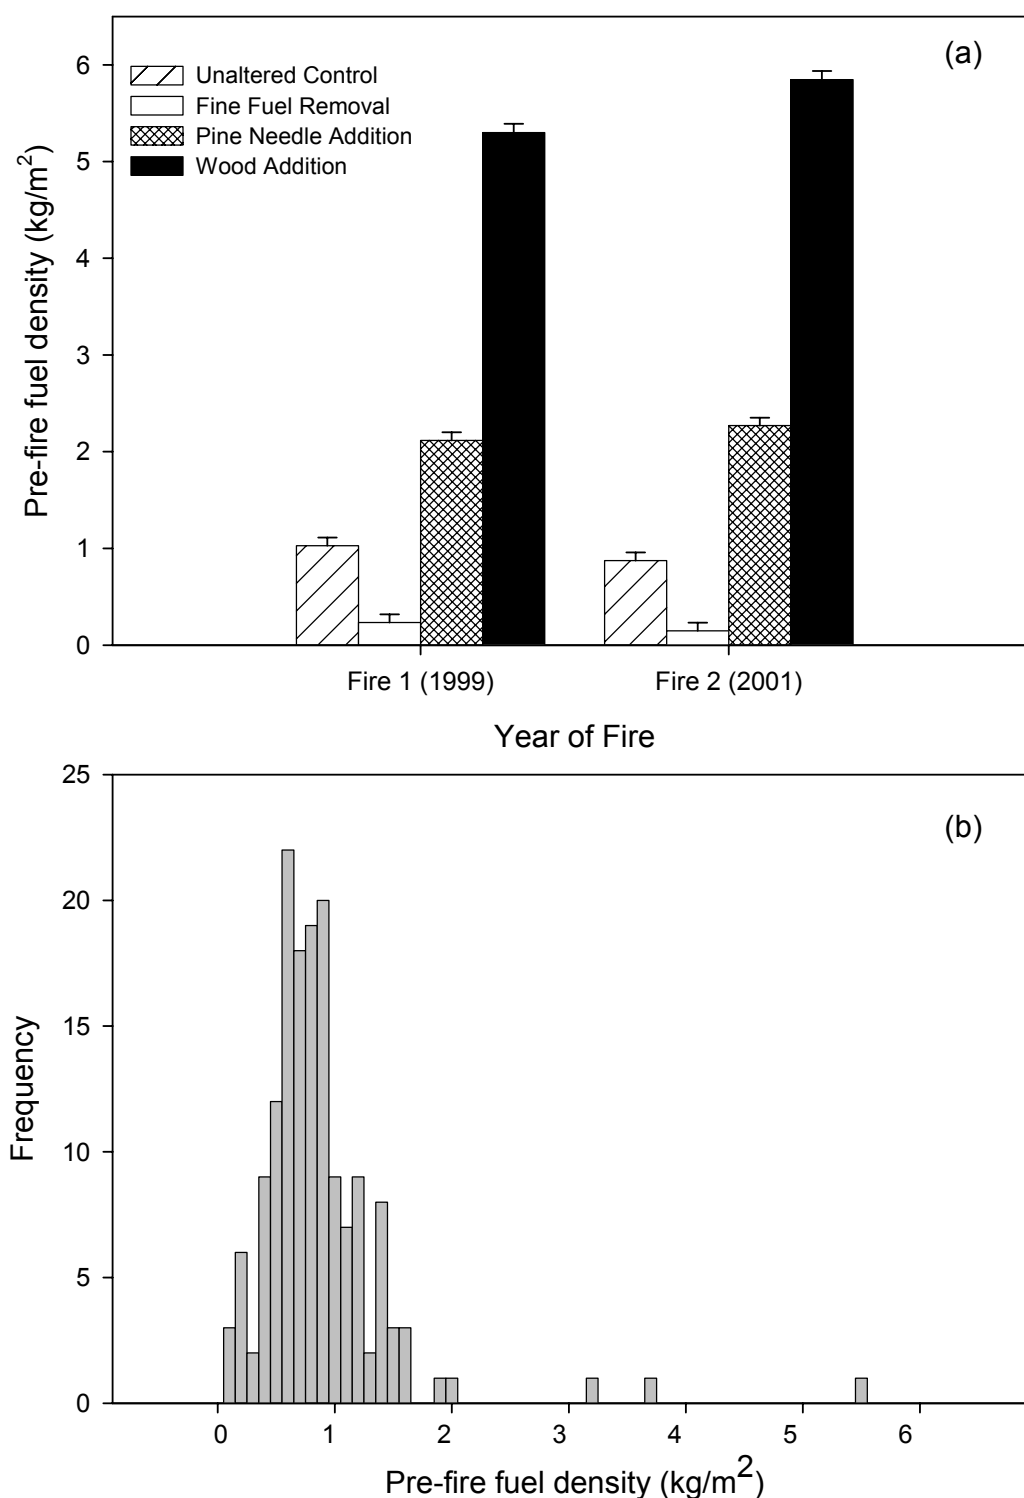 (a)
Unaltered Control
Fine Fuel Removal
Pine Needle Addition
Wood Addition
Pre-fire fuel density (kg/m²)
6
5
4
3
2
1
0
Fire 1 (1999) Fire 2 (2001)
Year of Fire
(b)
Frequency
25
20
15
10
5
0
0 1 2 3 4 5 6
Pre-fire fuel density (kg/m²)